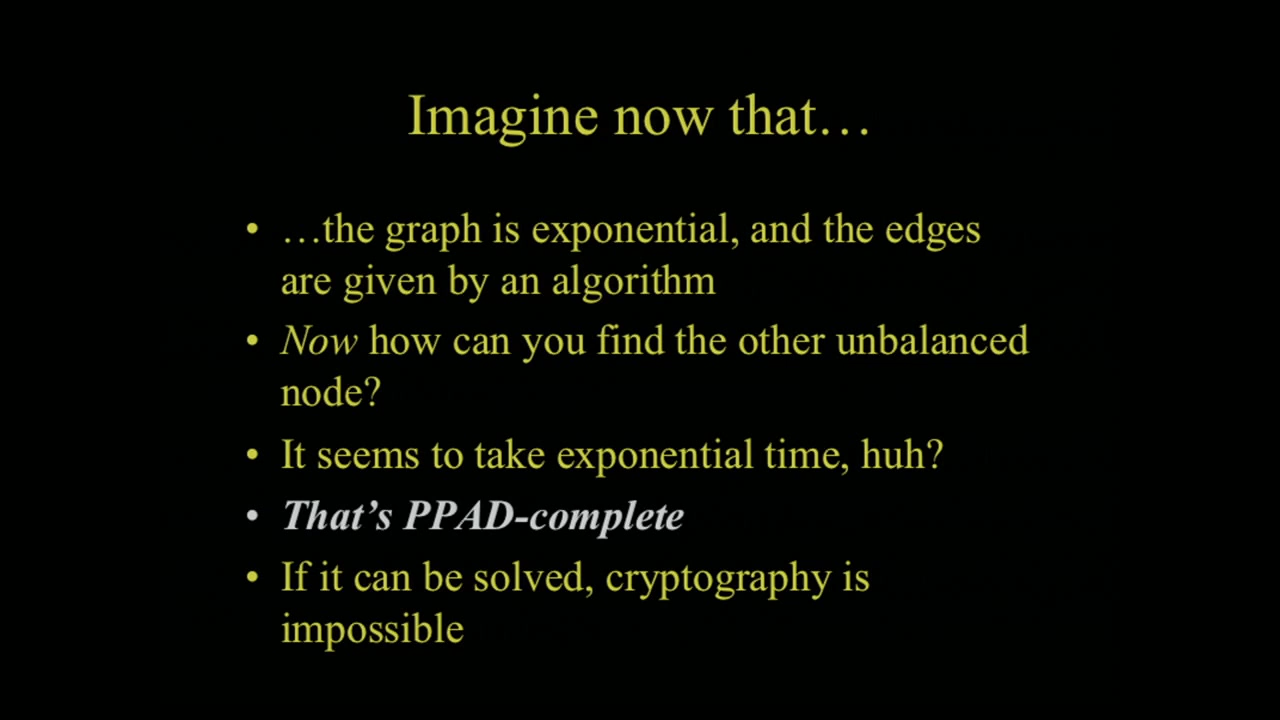 Imagine now that…
• …the graph is exponential, and the edges
are given by an algorithm
• Now how can you find the other unbalanced
node?
• It seems to take exponential time, huh?
• That’s PPAD-complete
• If it can be solved, cryptography is
impossible